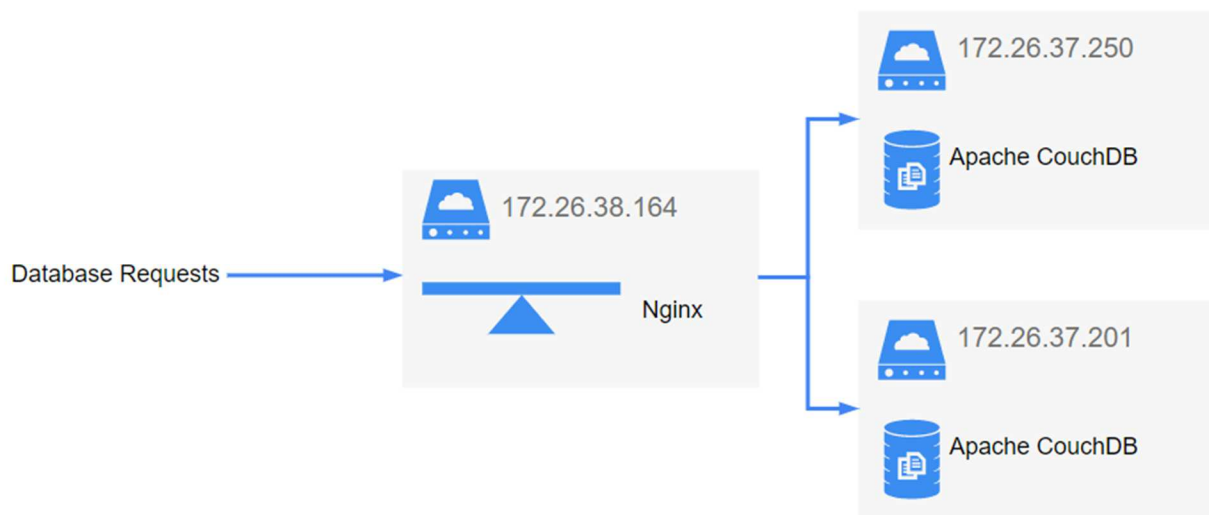 Database Requests
172.26.38.164
Nginx
172.26.37.250
Apache CouchDB
172.26.37.201
Apache CouchDB